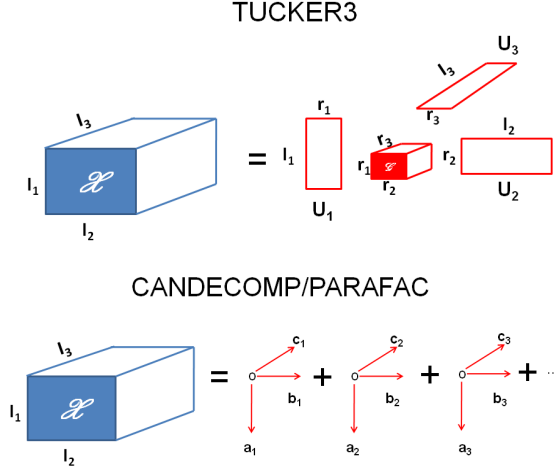 TUCKER3
U₃
I₃
r₃
I₃
I₁
𝒳
I₂
=
r₁
I₁
U₁
r₃
r₁
𝒢
r₂
I₂
r₂
U₂
CANDECOMP/PARAFAC
I₃
I₁
𝒳
I₂
=
c₁
o
b₁
a₁
+
c₂
o
b₂
a₂
+
c₃
o
b₃
a₃
+
..